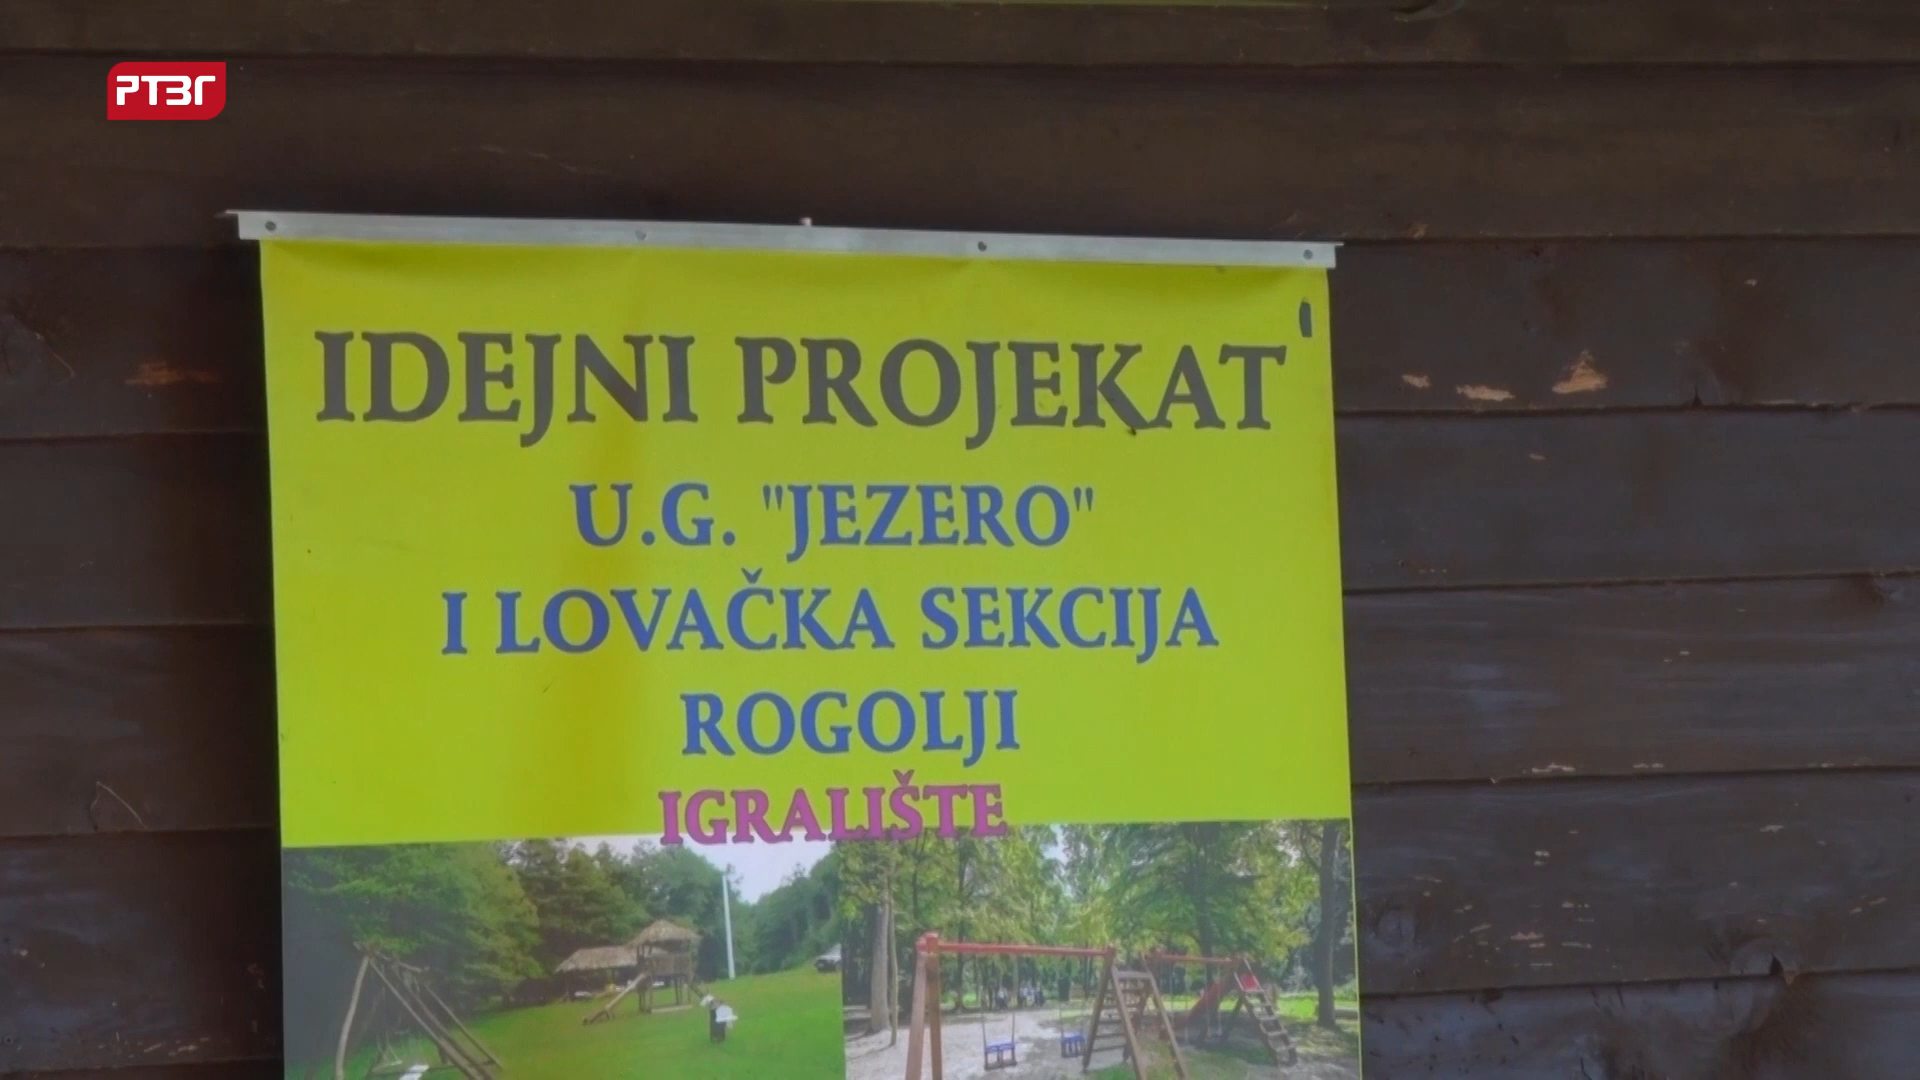 РТВГ
IDEJNI PROJEKAT
U.G. "JEZERO"
I LOVAČKA SEKCIJA
ROGOLJI
IGRALIŠTE